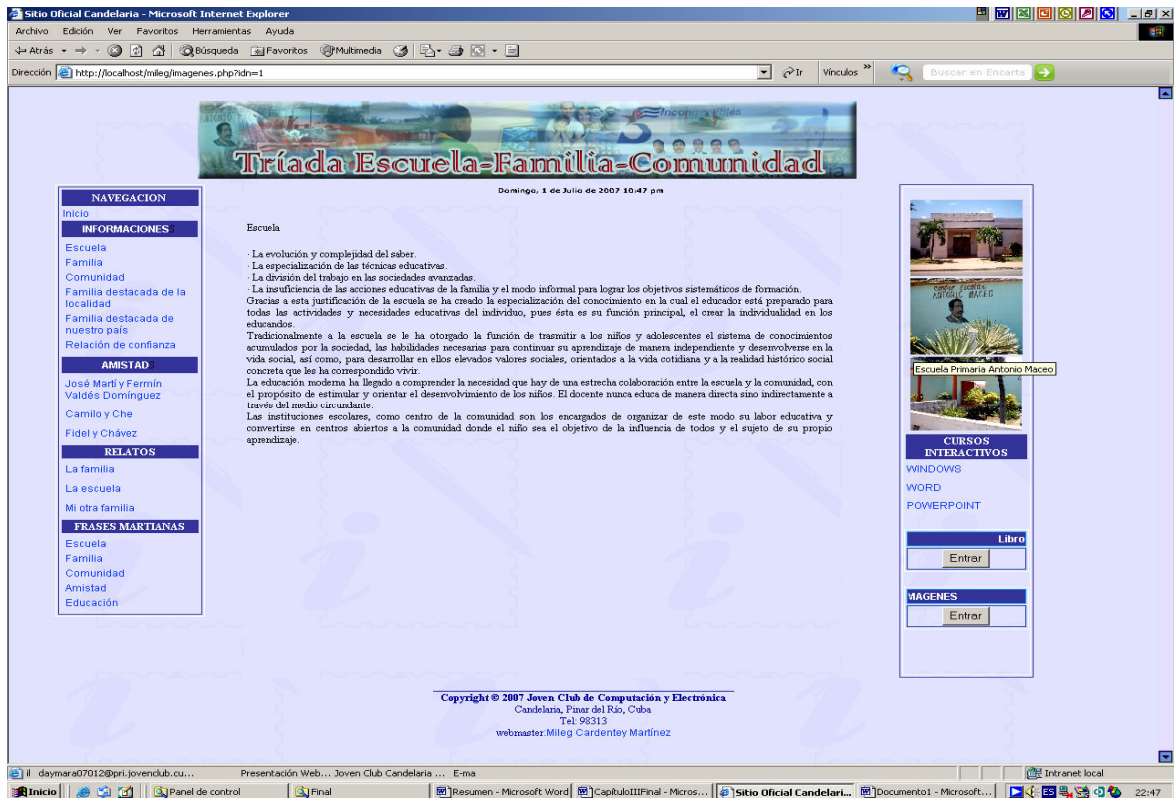 Sitio Oficial Candelaria - Microsoft Internet Explorer
Archivo Edición Ver Favoritos Herramientas Ayuda
Atrás Búsqueda Favoritos Multimedia
Dirección http://localhost/mileg/imagenes.php?idn=1 Ir Vínculos » Buscar en Encarta
Tríada Escuela-Familia-Comunidad
Domingo, 1 de Julio de 2007 10:47 pm
NAVEGACION
Inicio
INFORMACIONES
Escuela
Familia
Comunidad
Familia destacada de la
localidad
Familia destacada de
nuestro país
Relación de confianza
AMISTAD
José Martí y Fermín
Valdés Domínguez
Camilo y Che
Fidel y Chávez
RELATOS
La familia
La escuela
Mi otra familia
FRASES MARTIANAS
Escuela
Familia
Comunidad
Amistad
Educación
Escuela
· La evolución y complejidad del saber.
· La especialización de las técnicas educativas.
· La división del trabajo en las sociedades avanzadas.
· La insuficiencia de las acciones educativas de la familia y el modo informal para lograr los objetivos sistemáticos de formación.
Gracias a esta justificación de la escuela se ha creado la especialización del conocimiento en la cual el educador está preparado para
todas las actividades y necesidades educativas del individuo, pues ésta es su función principal, el crear la individualidad en los
educandos.
Tradicionalmente a la escuela se le ha otorgado la función de trasmitir a los niños y adolescentes el sistema de conocimientos
acumulados por la sociedad, las habilidades necesarias para continuar su aprendizaje de manera independiente y desenvolverse en la
vida social, así como, para desarrollar en ellos elevados valores sociales, orientados a la vida cotidiana y a la realidad histórico social
concreta que les ha correspondido vivir.
La educación moderna ha llegado a comprender la necesidad que hay de una estrecha colaboración entre la escuela y la comunidad, con
el propósito de estimular y orientar el desenvolvimiento de los niños. El docente nunca educa de manera directa sino indirectamente a
través del medio circundante.
Las instituciones escolares, como centro de la comunidad son los encargados de organizar de este modo su labor educativa y
convertirse en centros abiertos a la comunidad donde el niño sea el objetivo de la influencia de todos y el sujeto de su propio
aprendizaje.
ANTONIO MACEO
Escuela Primaria Antonio Maceo
CURSOS
INTERACTIVOS
WINDOWS
WORD
POWERPOINT
Libro
Entrar
MAGENES
Entrar
Copyright © 2007 Joven Club de Computación y Electrónica
Candelaria, Pinar del Río, Cuba
Tel: 98313
webmaster:Mileg Cardentey Martínez
il daymara07012@pri.jovenclub.cu... Presentación Web... Joven Club Candelaria ... E-ma Intranet local
Inicio Panel de control Final Resumen - Microsoft Word CapítuloIIIFinal - Micros... Sitio Oficial Candelari... Documento1 - Microsoft... ES 22:47